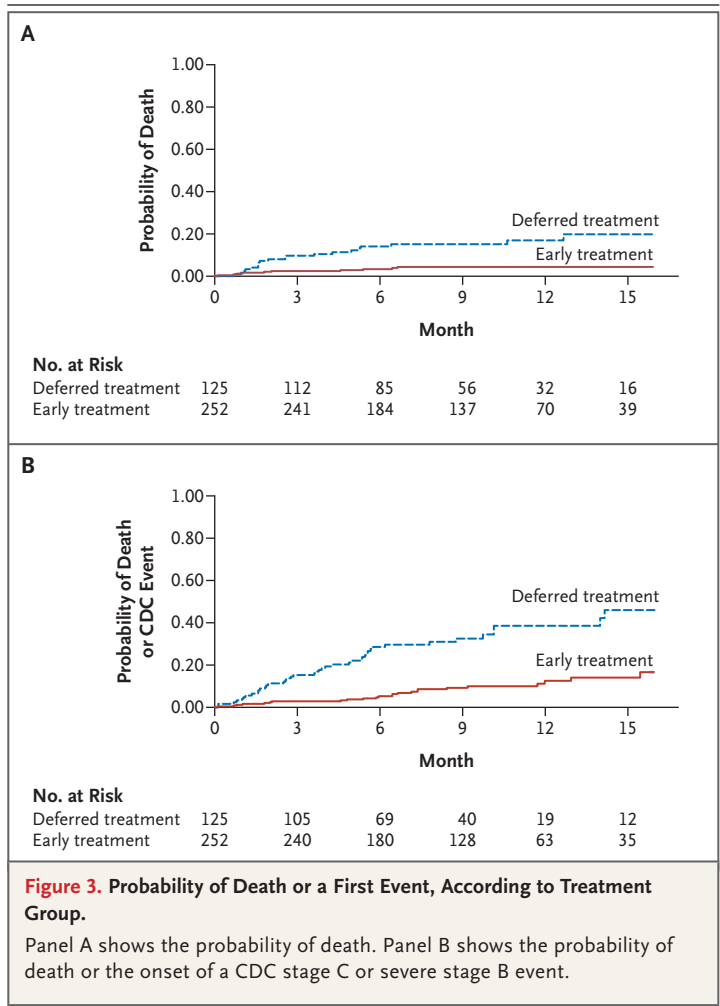 A
Probability of Death
1.00
0.80
0.60
0.40
0.20
0.00
Deferred treatment
Early treatment
0 3 6 9 12 15
Month
No. at Risk
Deferred treatment 125 112 85 56 32 16
Early treatment 252 241 184 137 70 39
B
Probability of Death
or CDC Event
1.00
0.80
0.60
0.40
0.20
0.00
Deferred treatment
Early treatment
0 3 6 9 12 15
Month
No. at Risk
Deferred treatment 125 105 69 40 19 12
Early treatment 252 240 180 128 63 35
Figure 3. Probability of Death or a First Event, According to Treatment
Group.
Panel A shows the probability of death. Panel B shows the probability of
death or the onset of a CDC stage C or severe stage B event.